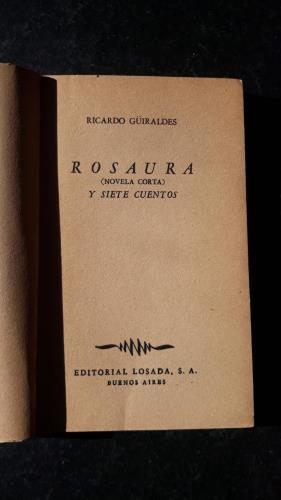 RICARDO GÜIRALDES
ROSAURA
(NOVELA CORTA)
Y SIETE CUENTOS
EDITORIAL LOSADA, S. A.
BUENOS AIRES